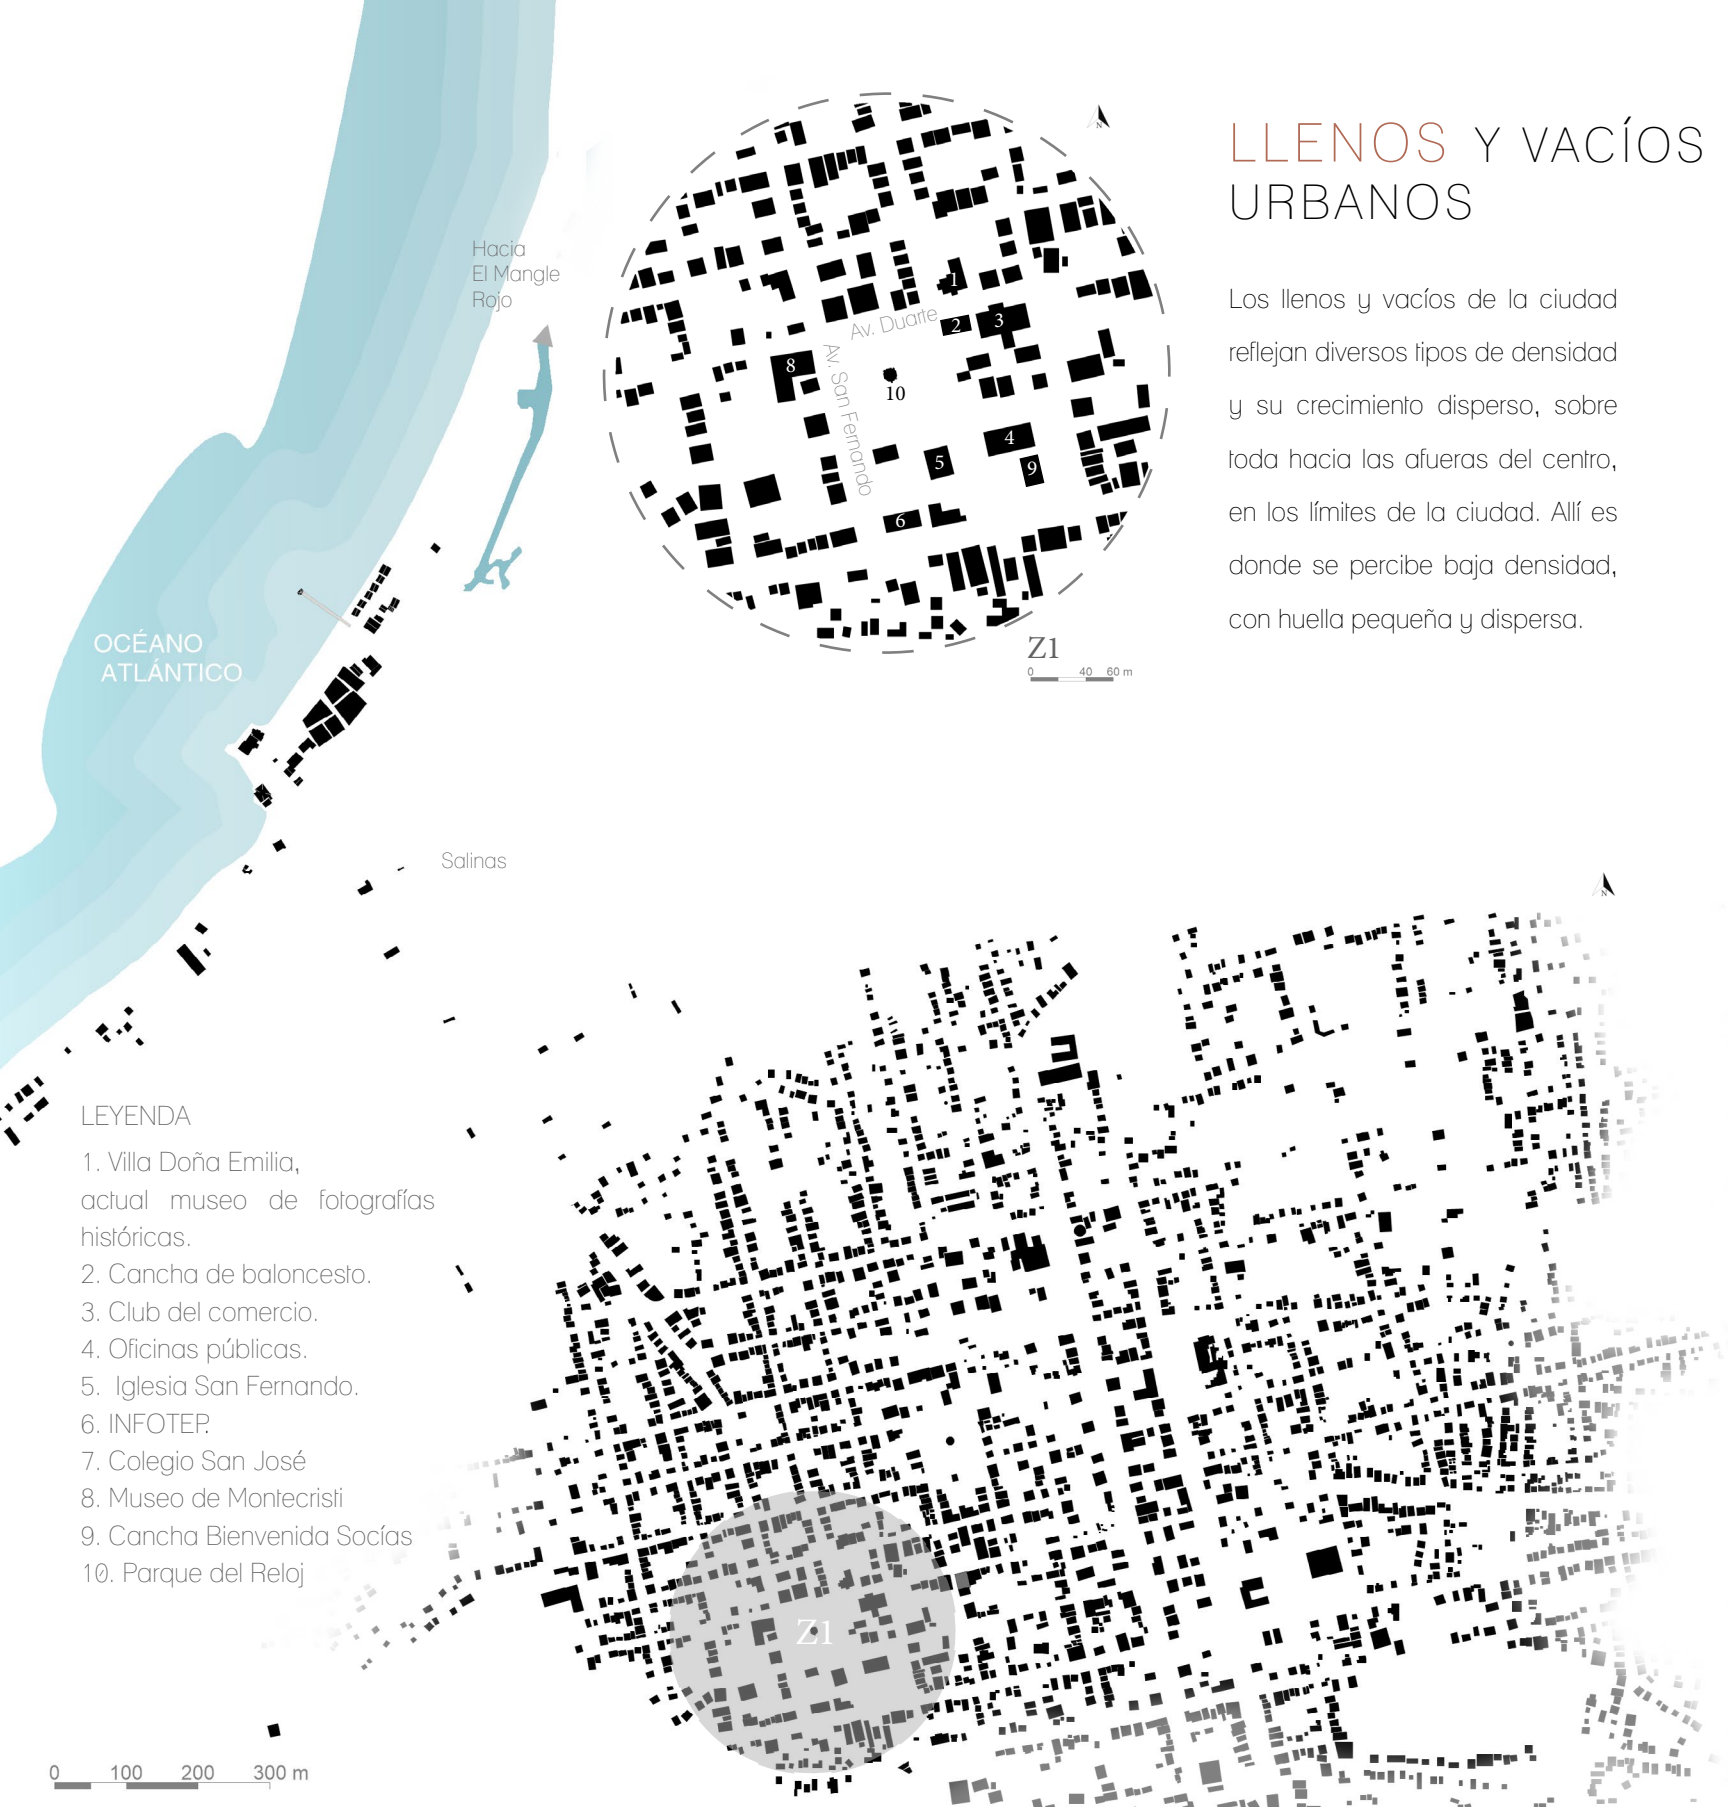 LLENOS Y VACÍOS
URBANOS
Los llenos y vacíos de la ciudad
reflejan diversos tipos de densidad
y su crecimiento disperso, sobre
toda hacia las afueras del centro,
en los límites de la ciudad. Allí es
donde se percibe baja densidad,
con huella pequeña y dispersa.
N
Hacia
El Mangle
Rojo
Av. Duarte
Av. San Fernando
1
2
3
8
10
4
5
9
6
Z1
0 40 60 m
OCÉANO
ATLÁNTICO
Salinas
N
LEYENDA
1. Villa Doña Emilia,
actual museo de fotografías
históricas.
2. Cancha de baloncesto.
3. Club del comercio.
4. Oficinas públicas.
5. Iglesia San Fernando.
6. INFOTEP.
7. Colegio San José
8. Museo de Montecristi
9. Cancha Bienvenida Socías
10. Parque del Reloj
Z1
0 100 200 300 m